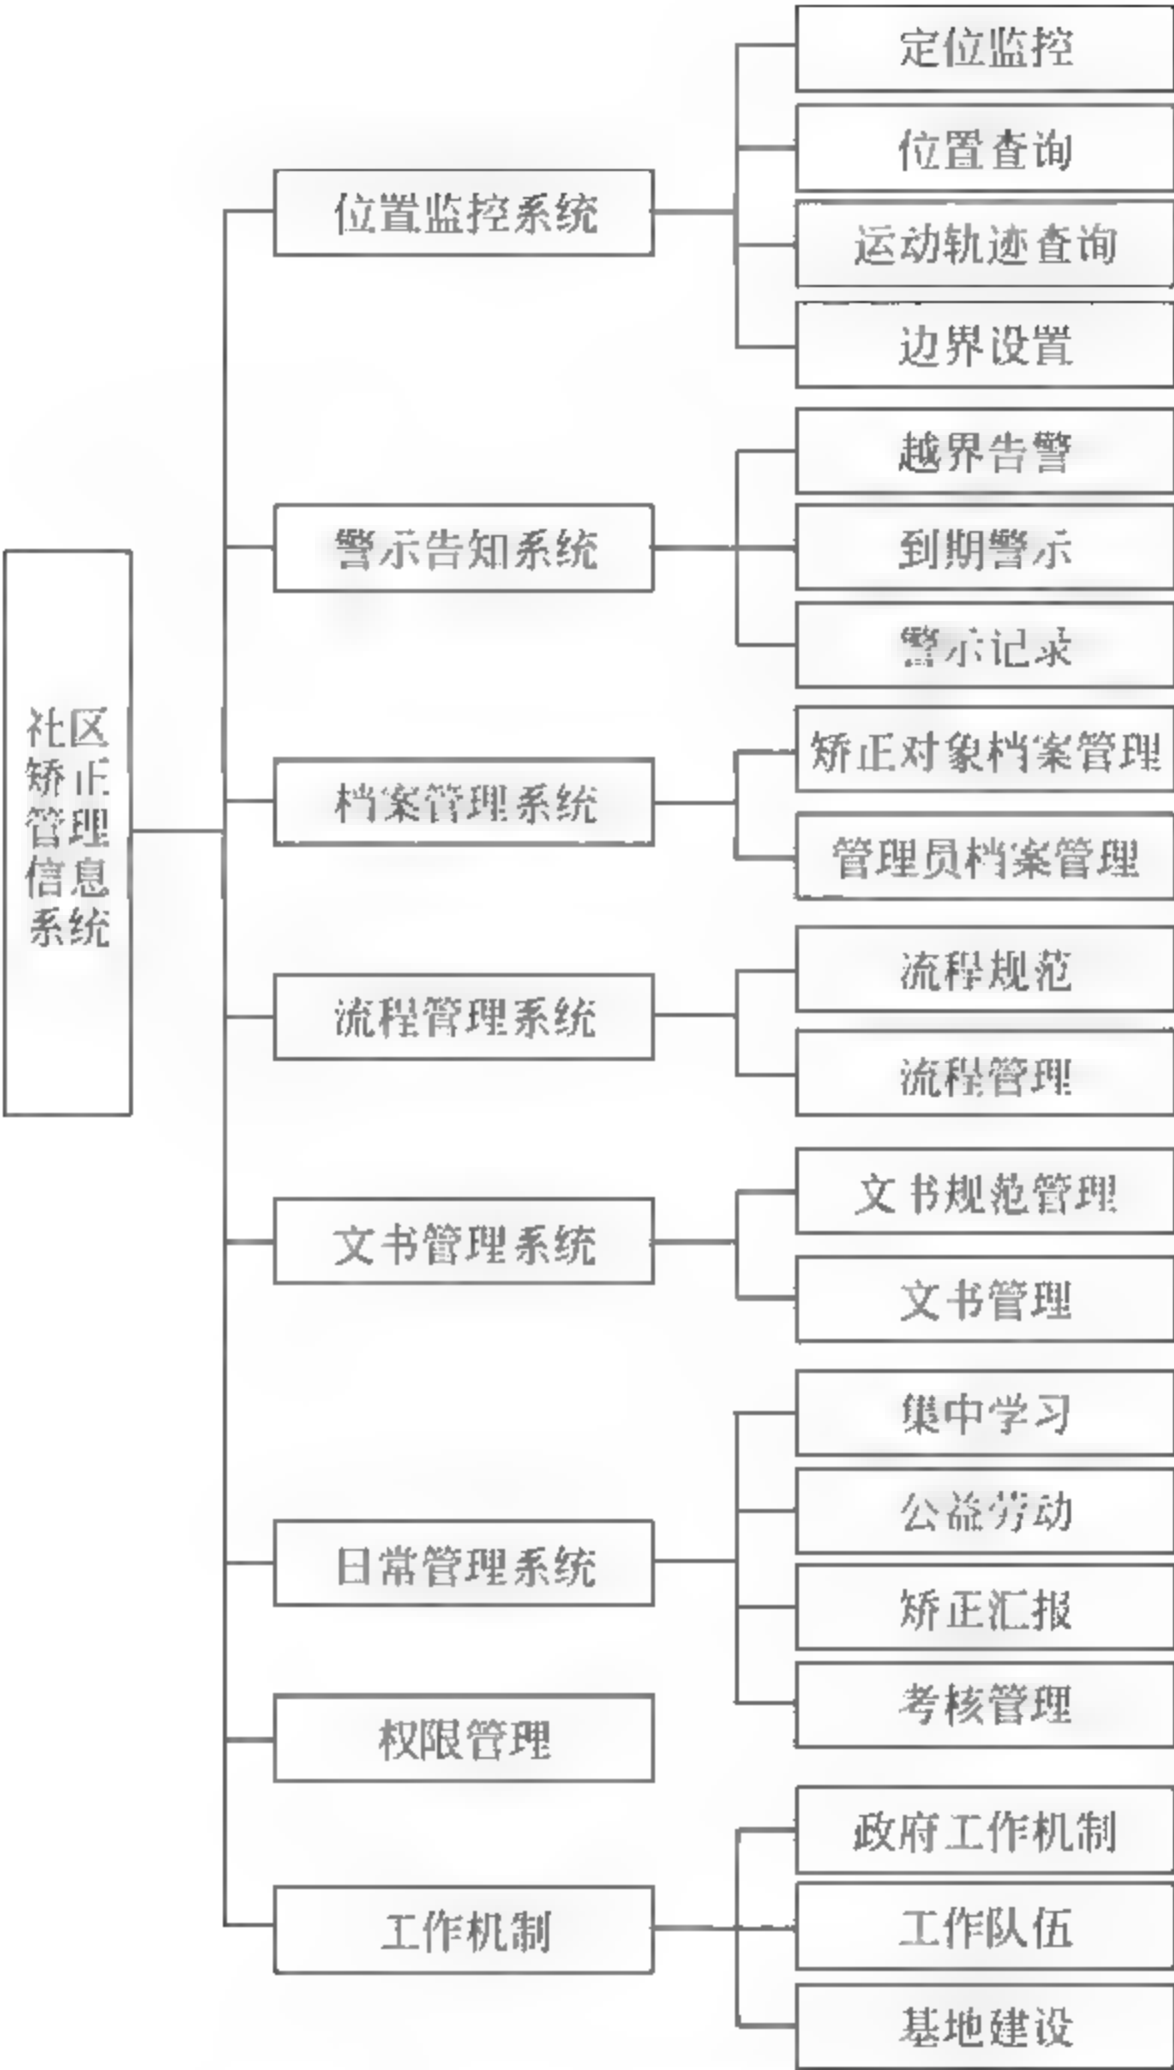 社区
矫正
管理
信息
系统
位置监控系统
定位监控
位置查询
运动轨迹查询
边界设置
警示告知系统
越界告警
到期警示
警示记录
档案管理系统
矫正对象档案管理
管理员档案管理
流程管理系统
流程规范
流程管理
文书管理系统
文书规范管理
文书管理
日常管理系统
集中学习
公益劳动
矫正汇报
考核管理
权限管理
工作机制
政府工作机制
工作队伍
基地建设